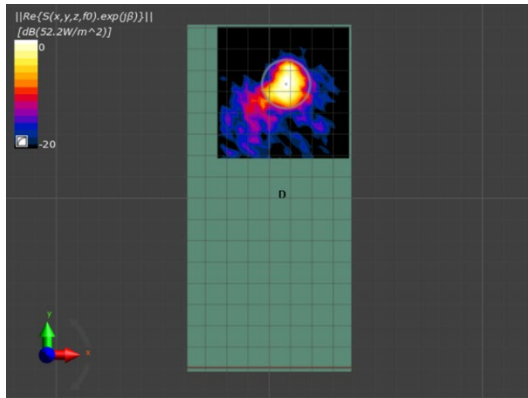 ||Re{S(x,y,z,f0).exp(jβ)}||
[dB(52.2W/m^2)]
0
-20
D
y
x